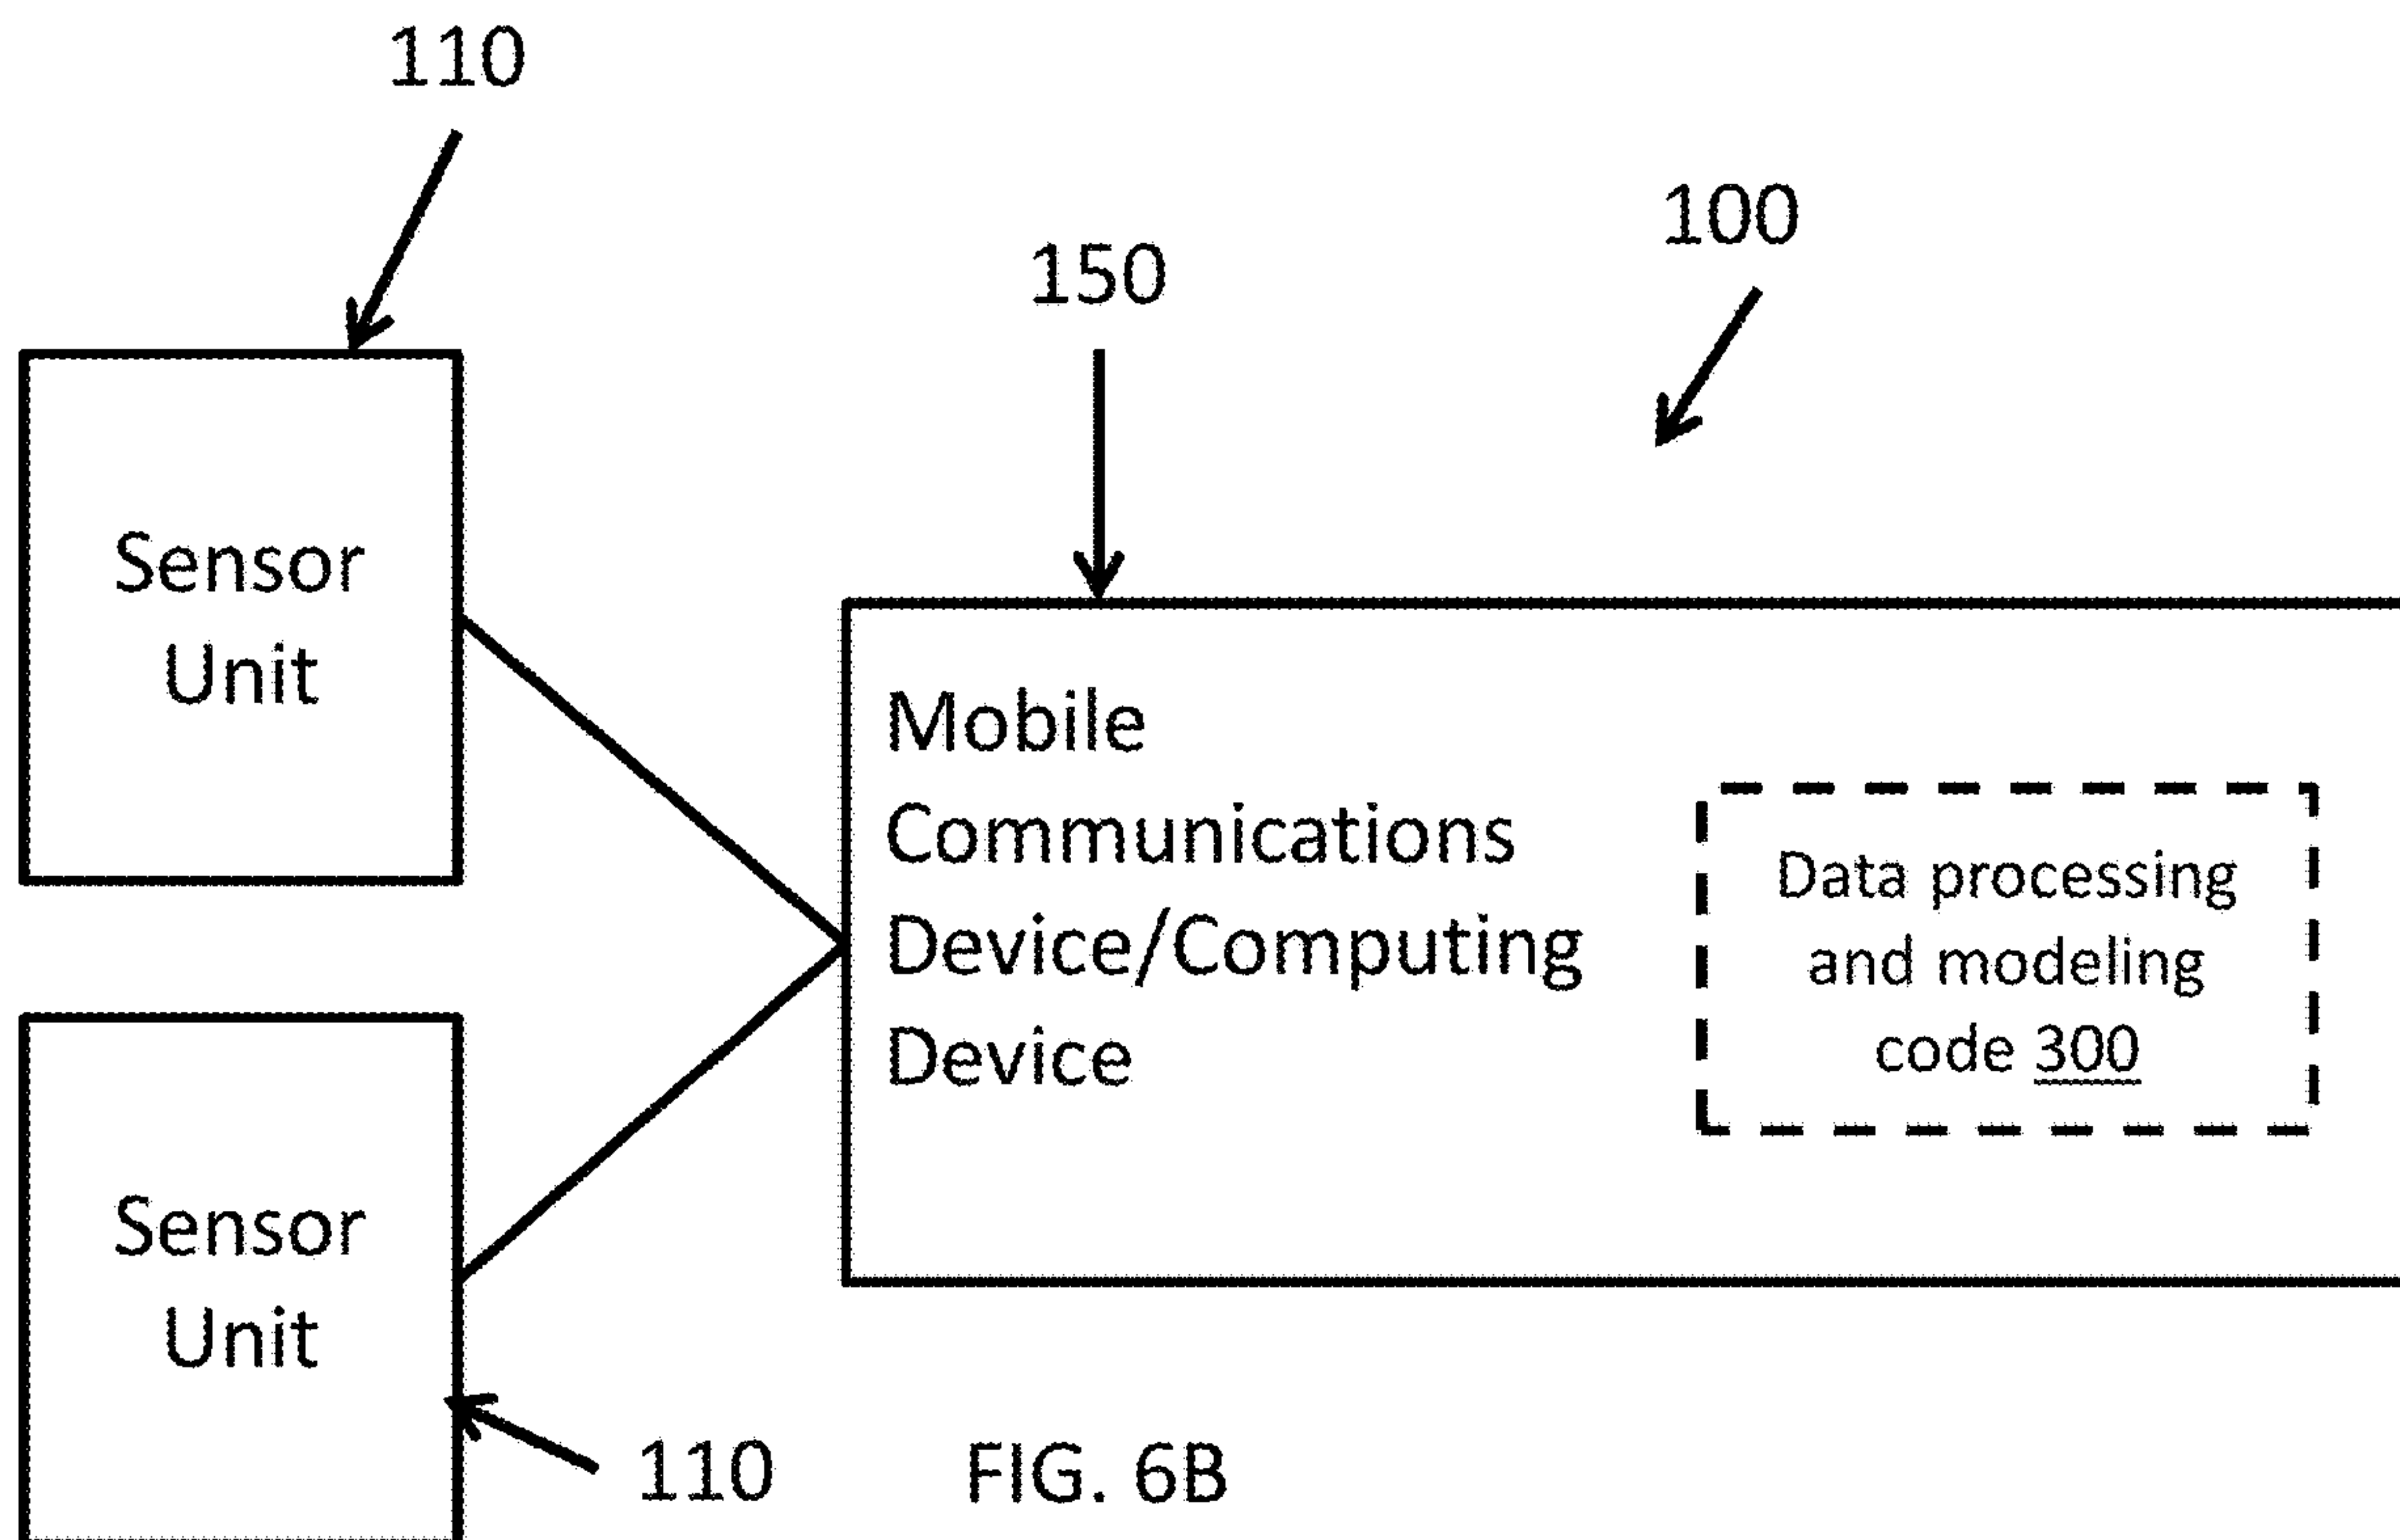 110
100
150
Sensor
Unit
Mobile
Communications
Device/Computing
Device
Data processing
and modeling
code 300
Sensor
Unit
110
FIG. 6B